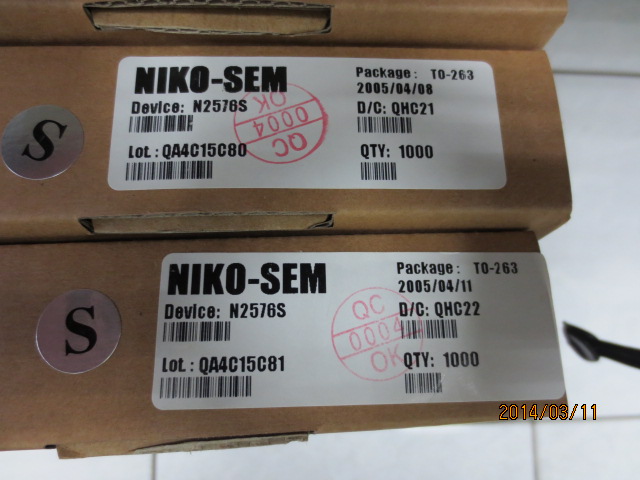 NIKO-SEM
Package: TO-263
2005/04/08
Device: N2576S
D/C: QHC21
Lot.: QA4C15C80
QTY: 1000
QC
0004
OK
S
NIKO-SEM
Package: TO-263
2005/04/11
Device: N2576S
D/C: QHC22
Lot.: QA4C15C81
QTY: 1000
QC
0004
OK
S
2014/03/11